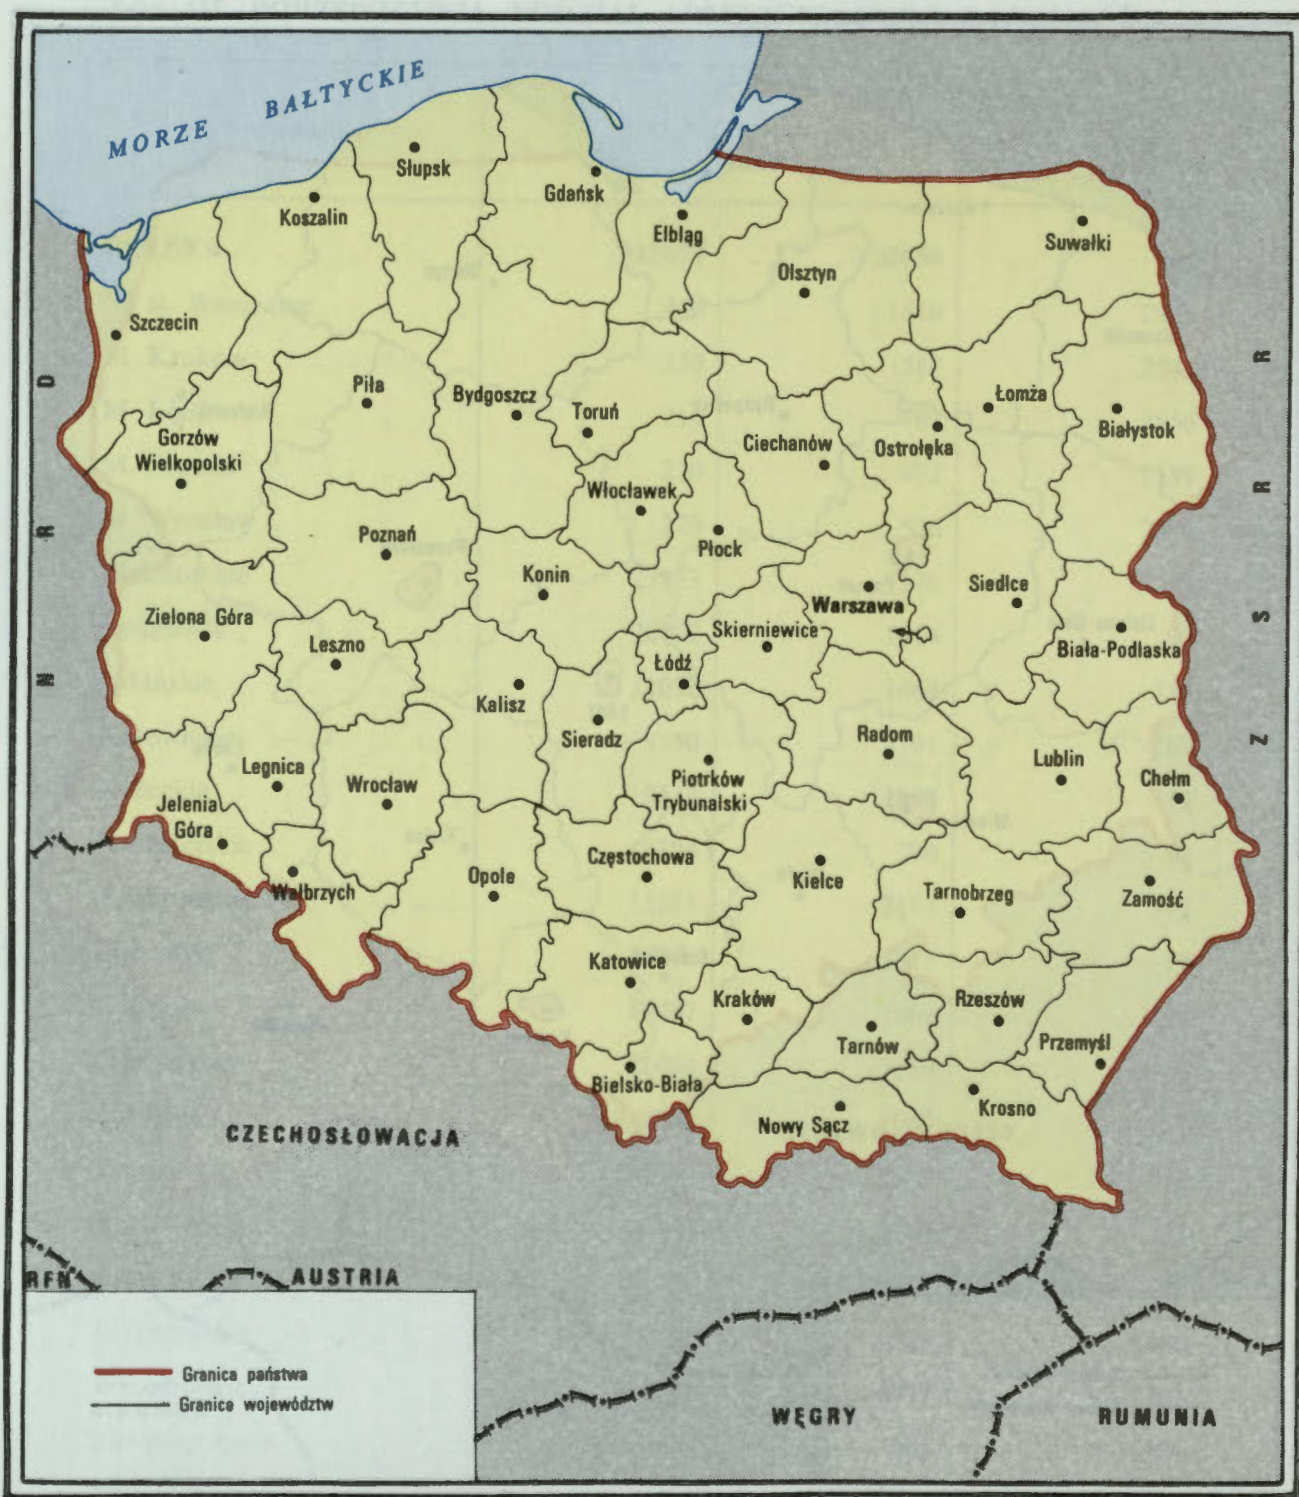 MORZE BAŁTYCKIE
Słupsk
Gdańsk
Koszalin
Elbląg
Suwałki
Olsztyn
Szczecin
Piła
Bydgoszcz
Toruń
Łomża
Białystok
Gorzów
Wielkopolski
Ciechanów
Ostrołęka
Włocławek
Poznań
Płock
Konin
Siedlce
Warszawa
Zielona Góra
Skierniewice
Leszno
Łódź
Biała-Podlaska
Kalisz
Sieradz
Radom
Legnica
Wrocław
Piotrków
Trybunalski
Lublin
Chełm
Jelenia
Góra
Częstochowa
Wałbrzych
Opole
Kielce
Tarnobrzeg
Zamość
Katowice
Kraków
Rzeszów
Tarnów
Przemyśl
Bielsko-Biała
Nowy Sącz
Krosno
NRD
ZSRR
CZECHOSŁOWACJA
RFN
AUSTRIA
WĘGRY
RUMUNIA
Granica państwa
Granice województw